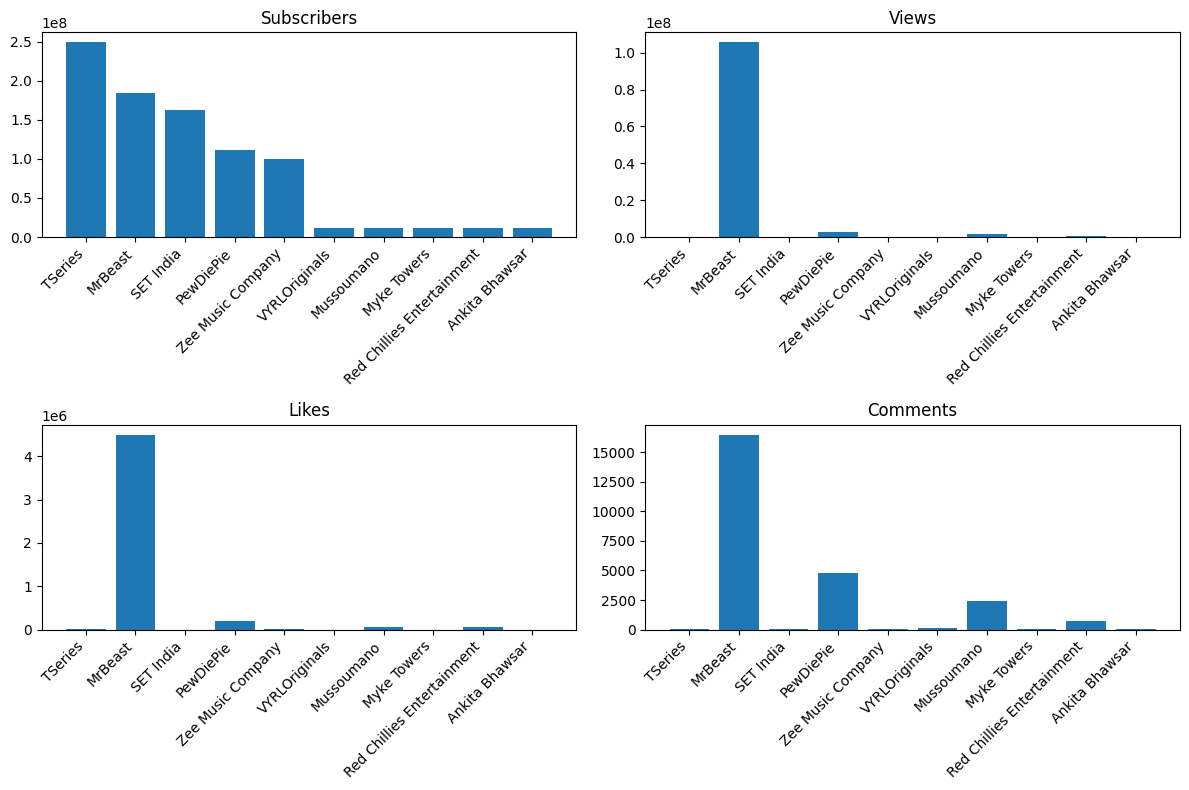 Subscribers
1e8
2.5
2.0
1.5
1.0
0.5
0.0
TSeries
MrBeast
SET India
PewDiePie
Zee Music Company
VYRLOriginals
Mussoumano
Myke Towers
Red Chillies Entertainment
Ankita Bhawsar
Views
1e8
1.0
0.8
0.6
0.4
0.2
0.0
TSeries
MrBeast
SET India
PewDiePie
Zee Music Company
VYRLOriginals
Mussoumano
Myke Towers
Red Chillies Entertainment
Ankita Bhawsar
Likes
1e6
4
3
2
1
0
TSeries
MrBeast
SET India
PewDiePie
Zee Music Company
VYRLOriginals
Mussoumano
Myke Towers
Red Chillies Entertainment
Ankita Bhawsar
Comments
15000
12500
10000
7500
5000
2500
0
TSeries
MrBeast
SET India
PewDiePie
Zee Music Company
VYRLOriginals
Mussoumano
Myke Towers
Red Chillies Entertainment
Ankita Bhawsar